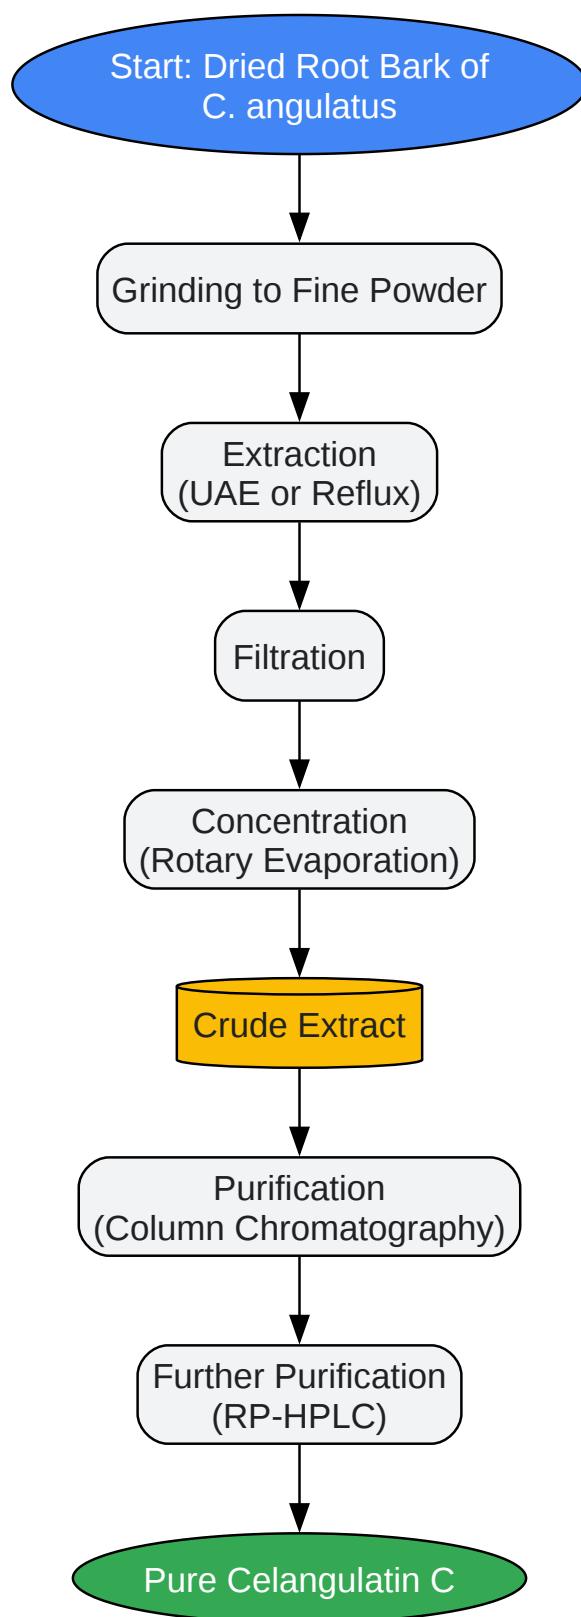 Start: Dried Root Bark of
C. angulatus
Grinding to Fine Powder
Extraction
(UAE or Reflux)
Filtration
Concentration
(Rotary Evaporation)
Crude Extract
Purification
(Column Chromatography)
Further Purification
(RP-HPLC)
Pure Celangulatin C